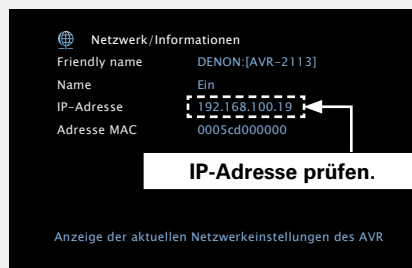 Netzwerk/Informationen
Friendly name DENON:[AVR-2113]
Name Ein
IP-Adresse 192.168.100.19
Adresse MAC 0005cd000000
IP-Adresse prüfen.
Anzeige der aktuellen Netzwerkeinstellungen des AVR